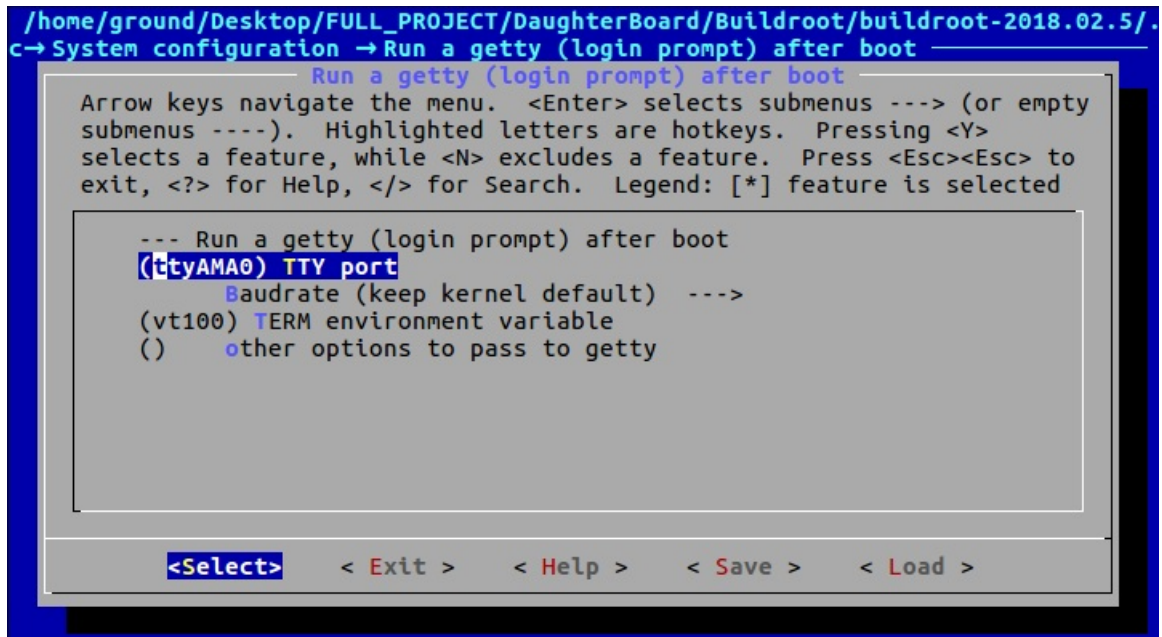 /home/ground/Desktop/FULL_PROJECT/DaughterBoard/Buildroot/buildroot-2018.02.5/.
c→ System configuration → Run a getty (login prompt) after boot
Run a getty (login prompt) after boot
Arrow keys navigate the menu.  <Enter> selects submenus ---> (or empty
submenus ----).  Highlighted letters are hotkeys.  Pressing <Y>
selects a feature, while <N> excludes a feature.  Press <Esc><Esc> to
exit, <?> for Help, </> for Search.  Legend: [*] feature is selected
--- Run a getty (login prompt) after boot
(ttyAMA0) TTY port
Baudrate (keep kernel default)  --->
(vt100) TERM environment variable
()    other options to pass to getty
<Select>    < Exit >    < Help >    < Save >    < Load >